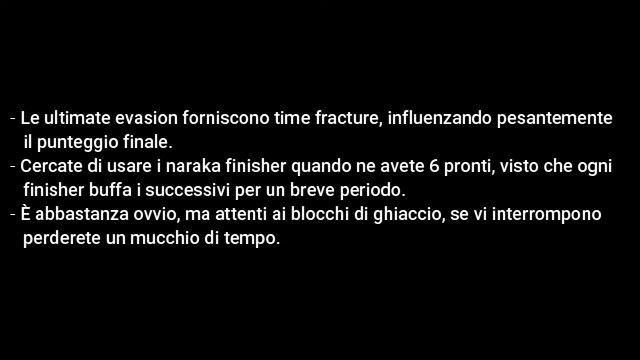 - Le ultimate evasion forniscono time fracture, influenzando pesantemente
il punteggio finale.
- Cercate di usare i naraka finisher quando ne avete 6 pronti, visto che ogni
finisher buffa i successivi per un breve periodo.
- È abbastanza ovvio, ma attenti ai blocchi di ghiaccio, se vi interrompono
perderete un mucchio di tempo.